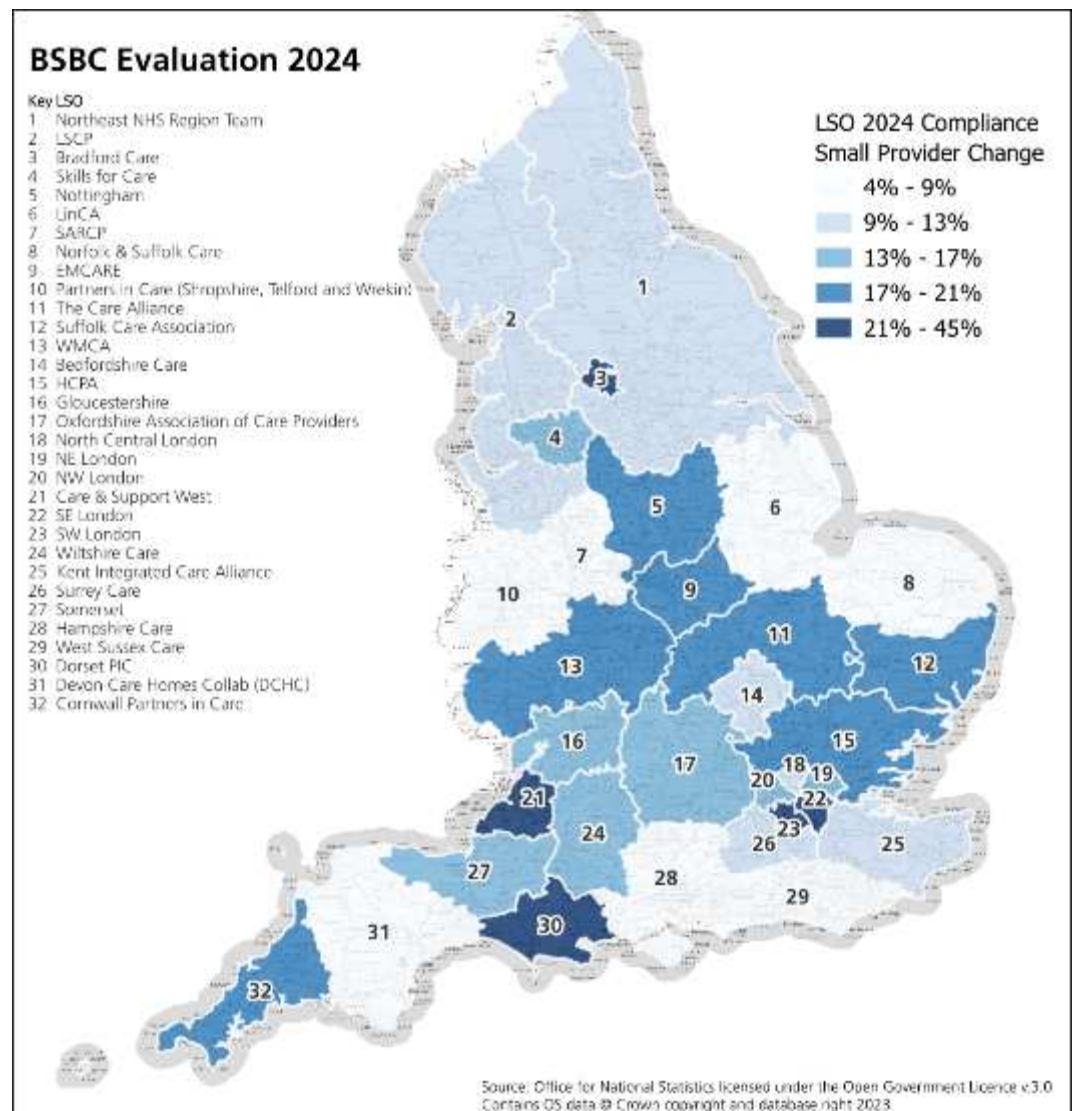 BSBC Evaluation 2024
Key LSO
1 Northeast NHS Region Team
2 LSCP
3 Bradford Care
4 Skills for Care
5 Nottingham
6 LinCA
7 SARCP
8 Norfolk & Suffolk Care
9 EMCARE
10 Partners in Care (Shropshire, Telford and Wrekin)
11 The Care Alliance
12 Suffolk Care Association
13 WMCA
14 Bedfordshire Care
15 HCPA
16 Gloucestershire
17 Oxfordshire Association of Care Providers
18 North Central London
19 NE London
20 NW London
21 Care & Support West
22 SE London
23 SW London
24 Wiltshire Care
25 Kent Integrated Care Alliance
26 Surrey Care
27 Somerset
28 Hampshire Care
29 West Sussex Care
30 Dorset PIC
31 Devon Care Homes Collab (DCHC)
32 Cornwall Partners in Care
LSO 2024 Compliance
Small Provider Change
4% - 9%
9% - 13%
13% - 17%
17% - 21%
21% - 45%
1
2
3
4
5
6
7
8
9
10
11
12
13
14
15
16
17
18
19
20
21
22
23
24
25
26
27
28
29
30
31
32
Source: Office for National Statistics licensed under the Open Government Licence v.3.0
Contains OS data © Crown copyright and database right 2023